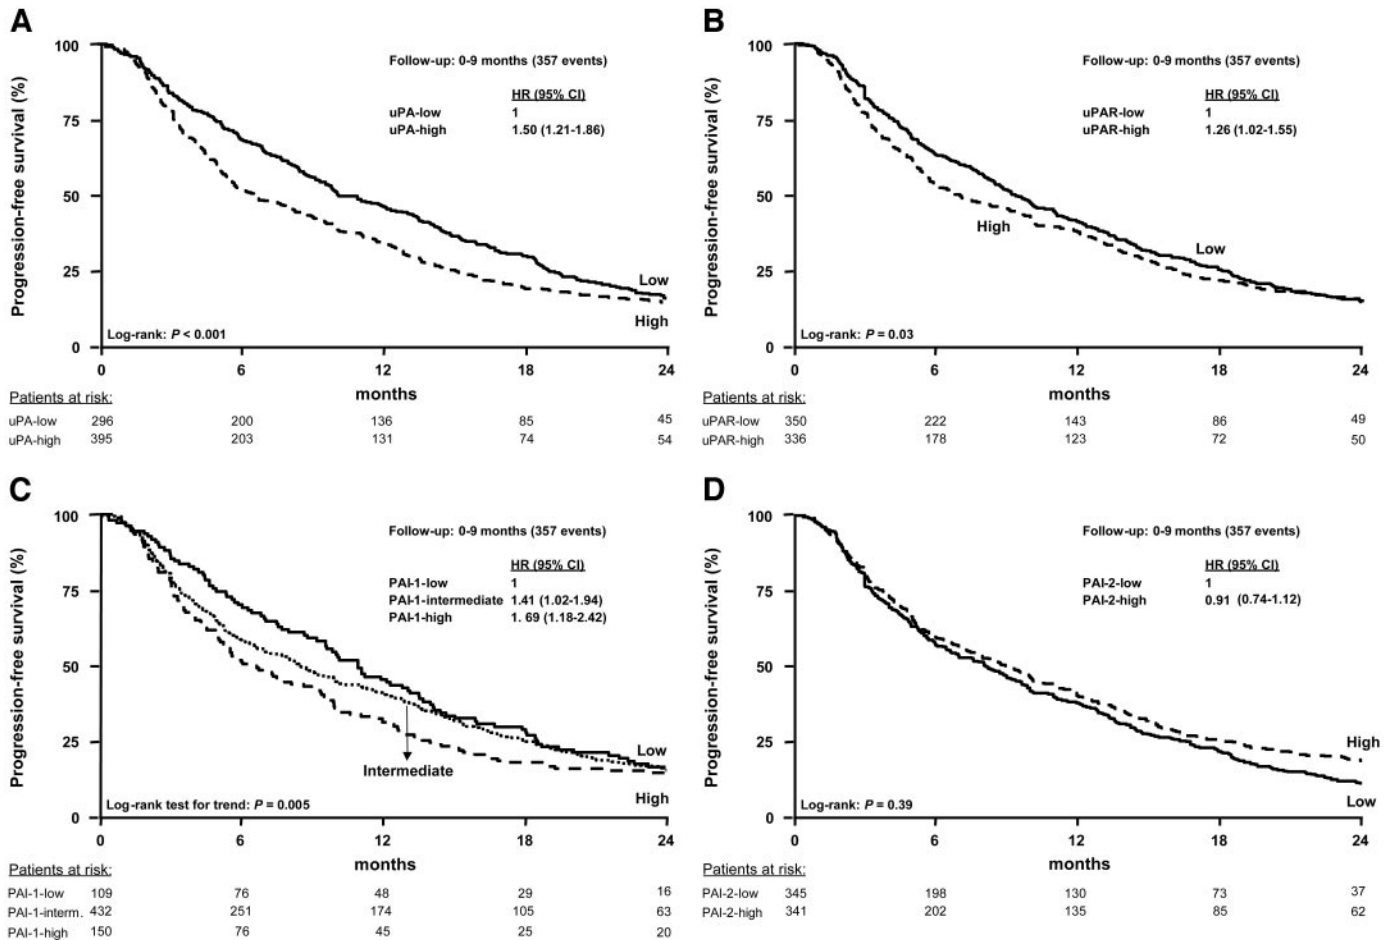 A
Progression-free survival (%)
100
75
50
25
0
Follow-up: 0-9 months (357 events)
HR (95% CI)
uPA-low 1
uPA-high 1.50 (1.21-1.86)
Low
High
Log-rank: P < 0.001
0 6 12 18 24
months
Patients at risk:
uPA-low 296 200 136 85 45
uPA-high 395 203 131 74 54
B
Progression-free survival (%)
100
75
50
25
0
Follow-up: 0-9 months (357 events)
HR (95% CI)
uPAR-low 1
uPAR-high 1.26 (1.02-1.55)
High
Low
Log-rank: P = 0.03
0 6 12 18 24
months
Patients at risk:
uPAR-low 350 222 143 86 49
uPAR-high 336 178 123 72 50
C
Progression-free survival (%)
100
75
50
25
0
Follow-up: 0-9 months (357 events)
HR (95% CI)
PAI-1-low 1
PAI-1-intermediate 1.41 (1.02-1.94)
PAI-1-high 1. 69 (1.18-2.42)
Low
Intermediate
High
Log-rank test for trend: P = 0.005
0 6 12 18 24
months
Patients at risk:
PAI-1-low 109 76 48 29 16
PAI-1-interm. 432 251 174 105 63
PAI-1-high 150 76 45 25 20
D
Progression-free survival (%)
100
75
50
25
0
Follow-up: 0-9 months (357 events)
HR (95% CI)
PAI-2-low 1
PAI-2-high 0.91 (0.74-1.12)
High
Low
Log-rank: P = 0.39
0 6 12 18 24
months
Patients at risk:
PAI-2-low 345 198 130 73 37
PAI-2-high 341 202 135 85 62